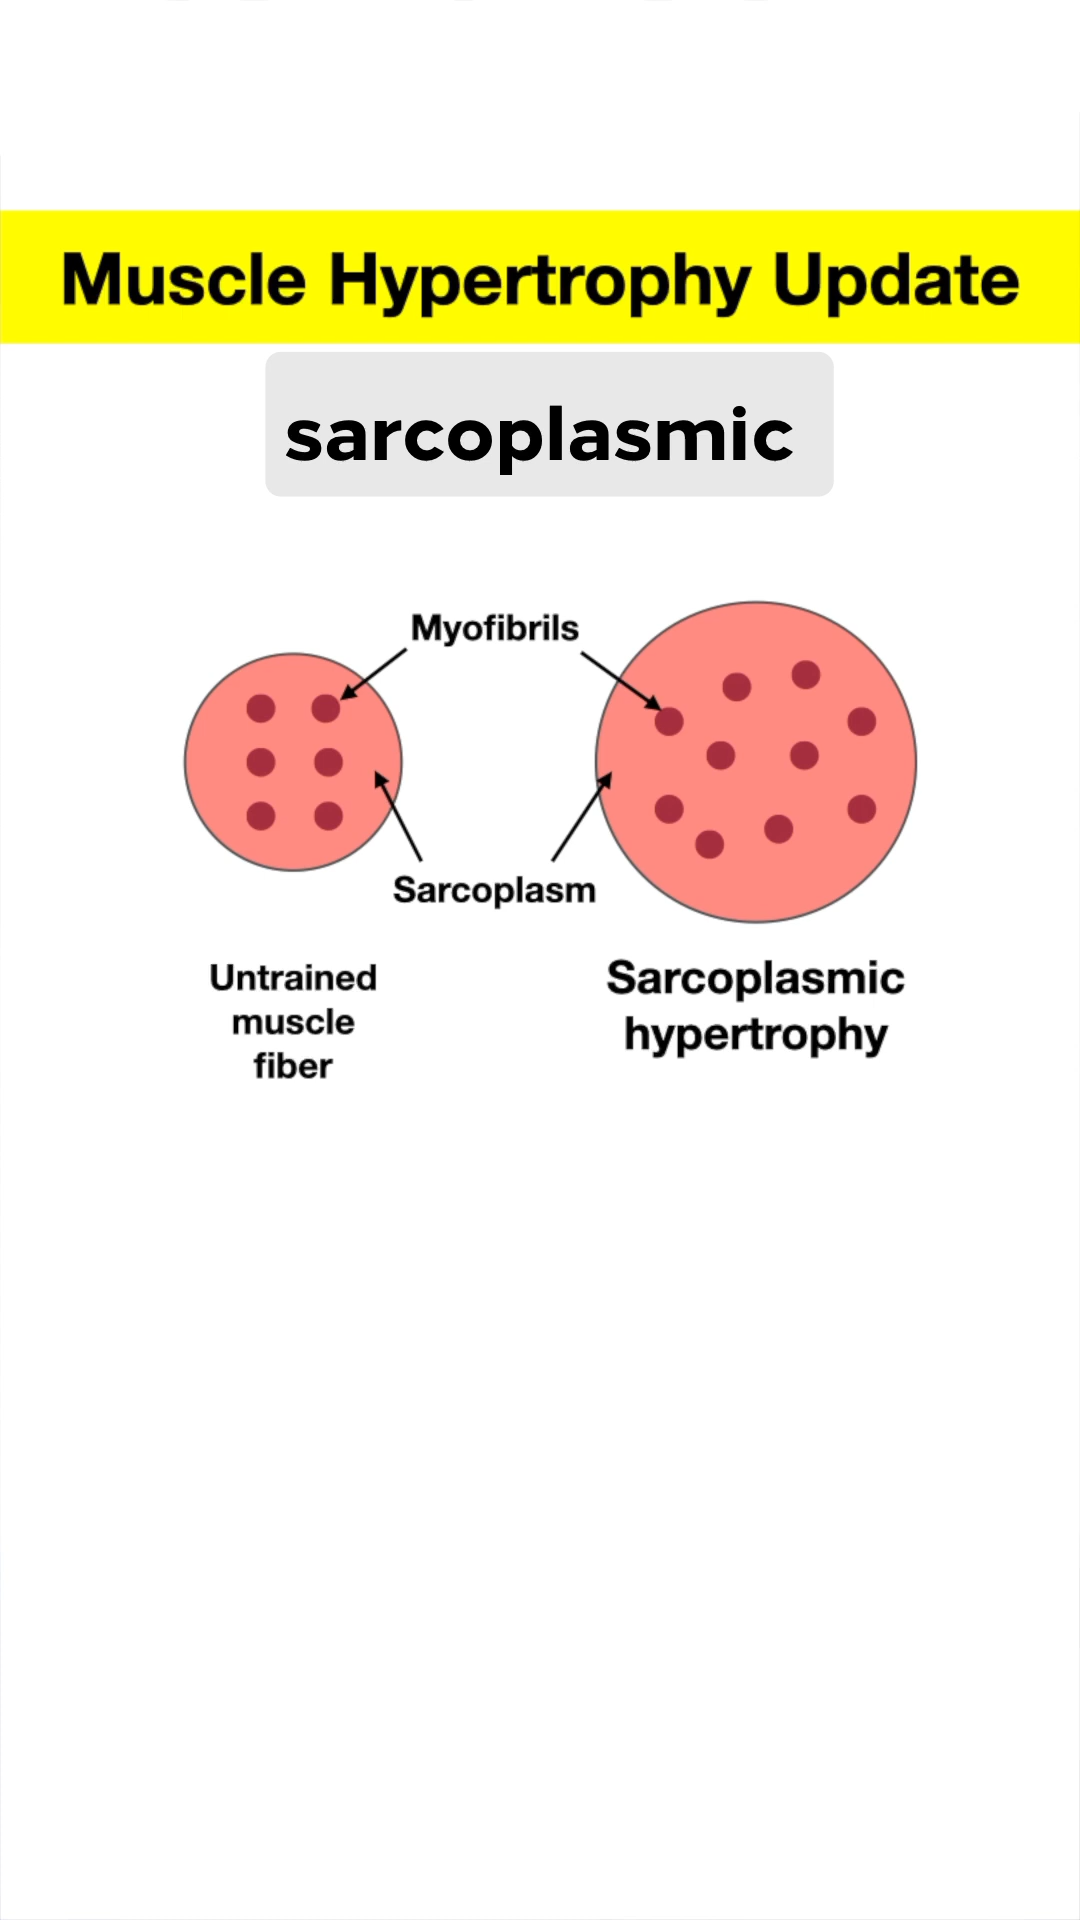 Muscle Hypertrophy Update
sarcoplasmic
Myofibrils
Sarcoplasm
Untrained
muscle
fiber
Sarcoplasmic
hypertrophy